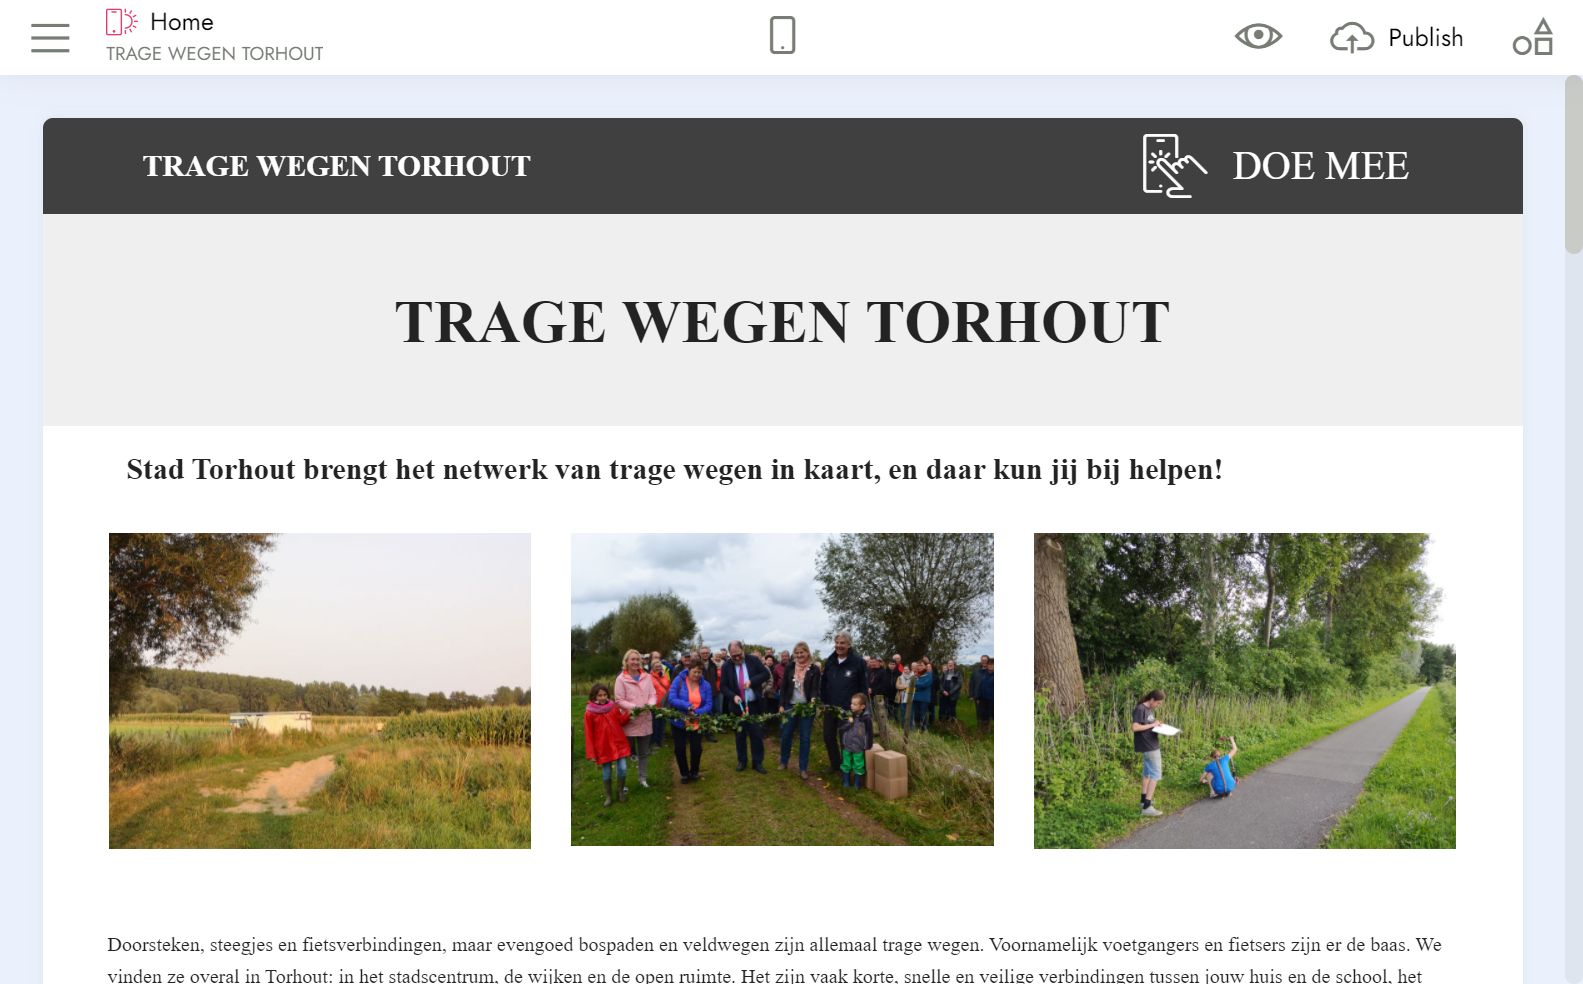 Home
TRAGE WEGEN TORHOUT
Publish
TRAGE WEGEN TORHOUT
DOE MEE
TRAGE WEGEN TORHOUT
Stad Torhout brengt het netwerk van trage wegen in kaart, en daar kun jij bij helpen!
Doorsteken, steegjes en fietsverbindingen, maar evengoed bospaden en veldwegen zijn allemaal trage wegen. Voornamelijk voetgangers en fietsers zijn er de baas. We
vinden ze overal in Torhout: in het stadscentrum, de wijken en de open ruimte. Het zijn vaak korte, snelle en veilige verbindingen tussen jouw huis en de school, het